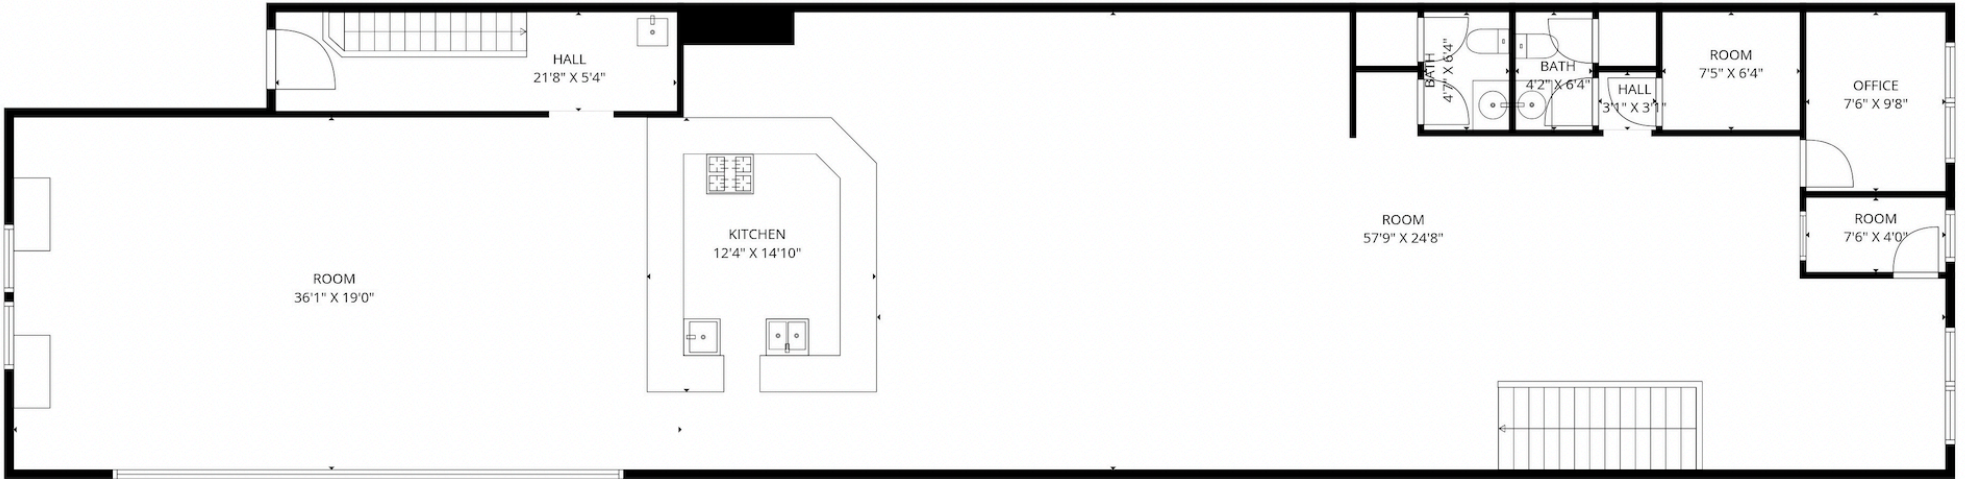 HALL
21'8" X 5'4"
BATH
4'7" X 6'4"
BATH
4'2" X 6'4"
HALL
3'1" X 3'1"
ROOM
7'5" X 6'4"
OFFICE
7'6" X 9'8"
ROOM
36'1" X 19'0"
KITCHEN
12'4" X 14'10"
ROOM
57'9" X 24'8"
ROOM
7'6" X 4'0"